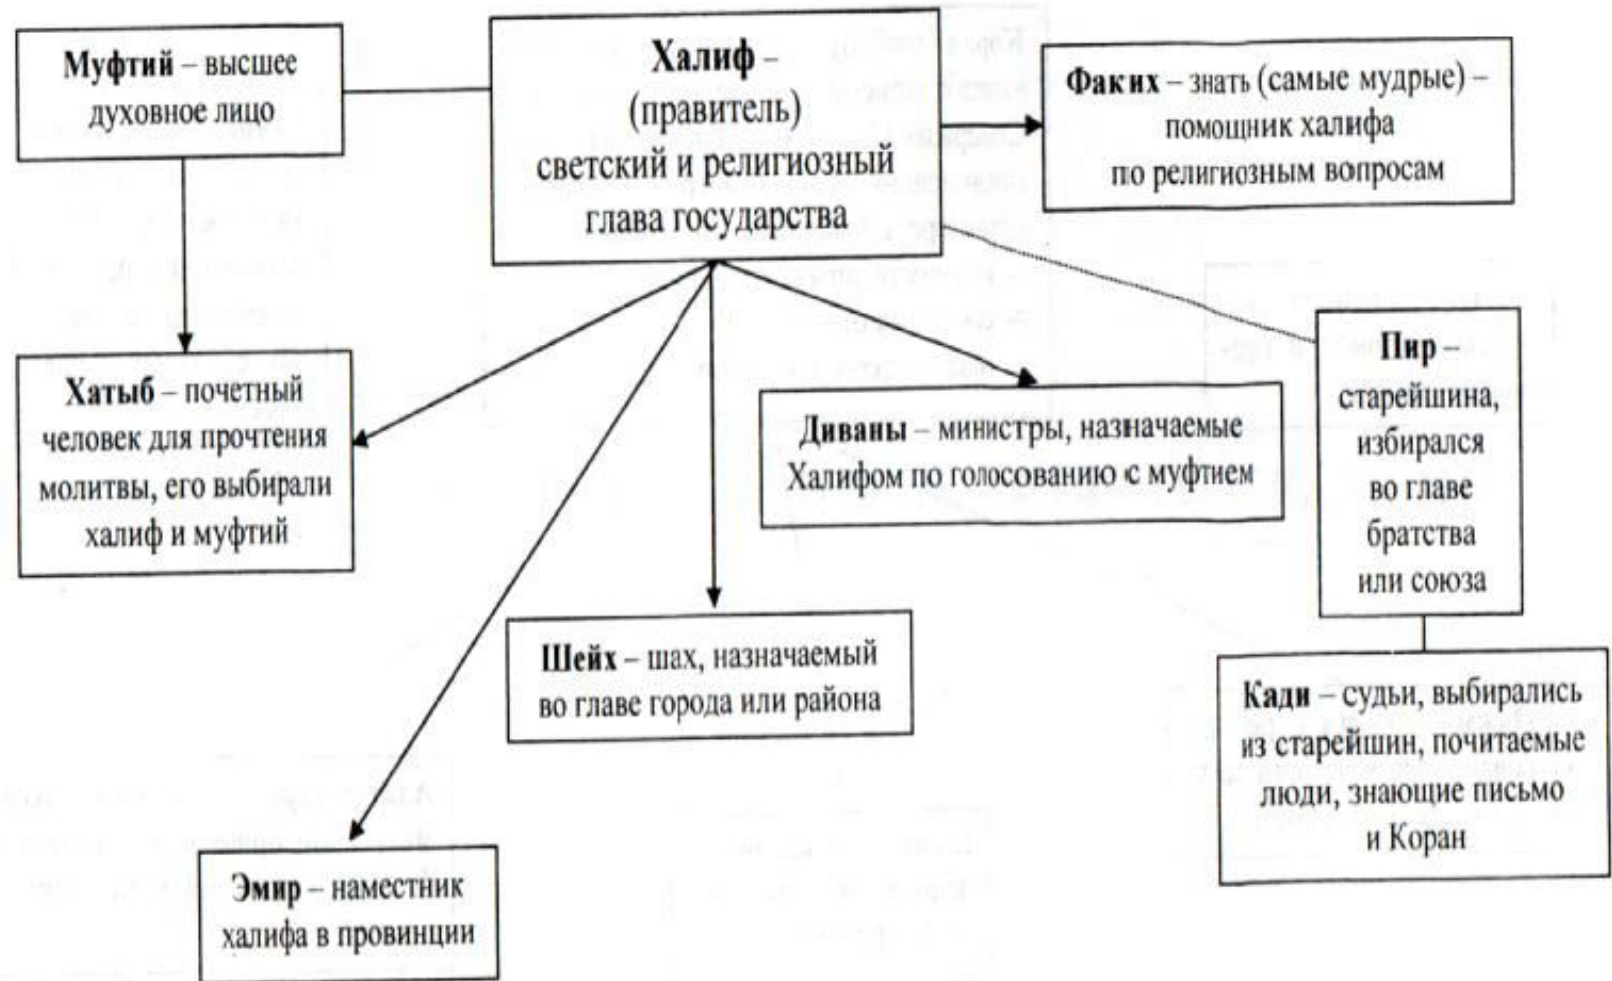 Муфтий – высшее
духовное лицо
Халиф –
(правитель)
светский и религиозный
глава государства
Факих – знать (самые мудрые) –
помощник халифа
по религиозным вопросам
Хатыб – почетный
человек для прочтения
молитвы, его выбирали
халиф и муфтий
Диваны – министры, назначаемые
Халифом по голосованию с муфтием
Пир –
старейшина,
избирался
во главе
братства
или союза
Шейх – шах, назначаемый
во главе города или района
Кади – судьи, выбирались
из старейшин, почитаемые
люди, знающие письмо
и Коран
Эмир – наместник
халифа в провинции